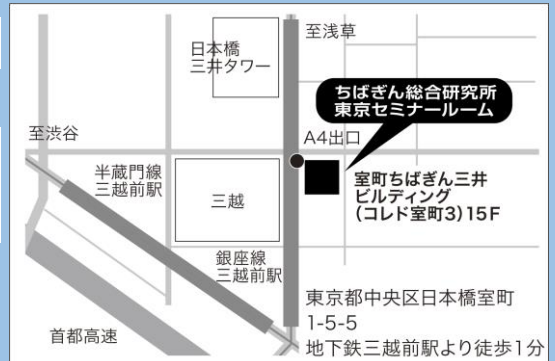 至浅草
日本橋
三井タワー
ちばぎん総合研究所
東京セミナールーム
A4出口
至渋谷
半蔵門線
三越前駅
三越
室町ちばぎん三井
ビルディング
(コレド室町3)15F
銀座線
三越前駅
東京都中央区日本橋室町
1-5-5
地下鉄三越前駅より徒歩1分
首都高速